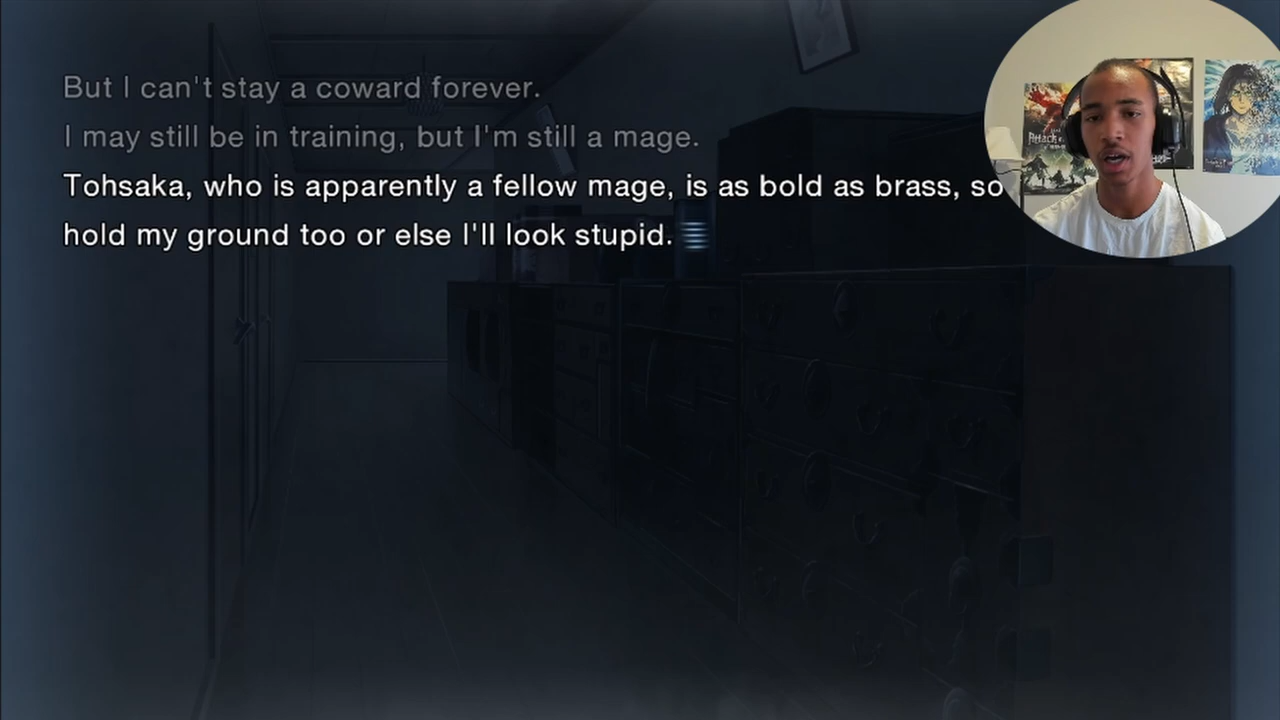 But I can't stay a coward forever.
I may still be in training, but I'm still a mage.
Tohsaka, who is apparently a fellow mage, is as bold as brass, so
hold my ground too or else I'll look stupid.
Attack